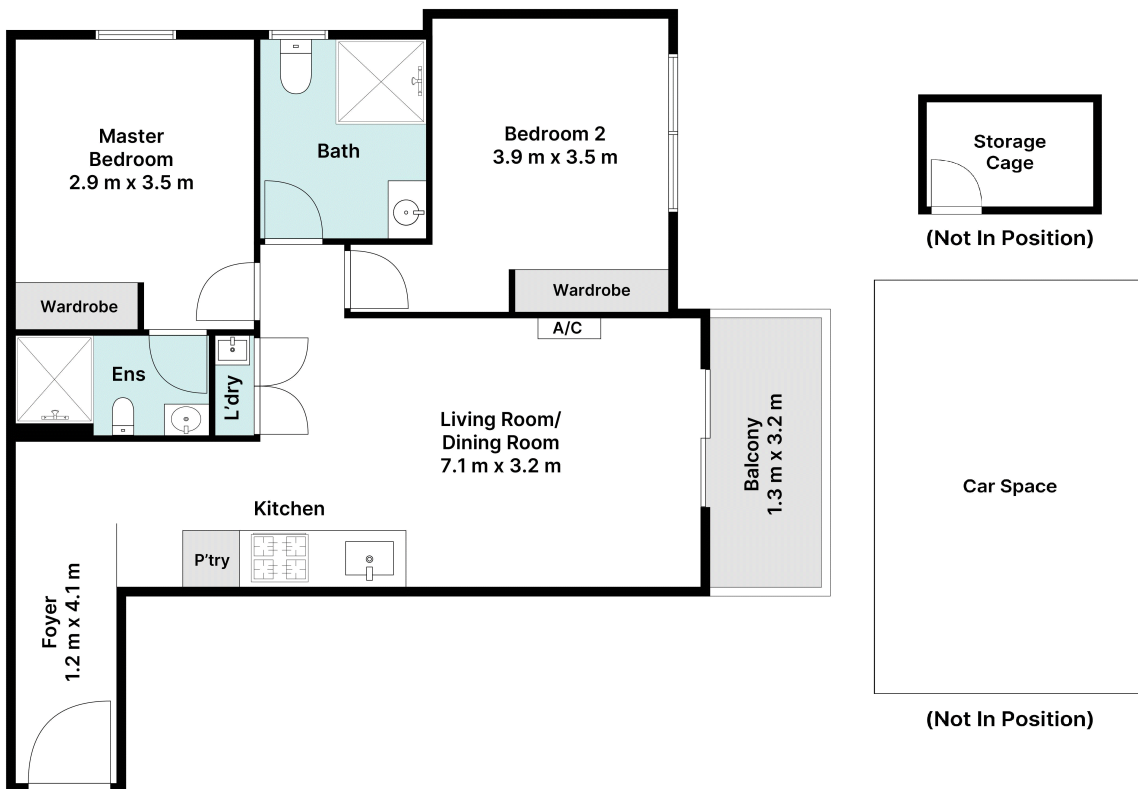 Master
Bedroom
2.9 m x 3.5 m
Bath
Bedroom 2
3.9 m x 3.5 m
Storage
Cage
(Not In Position)
Wardrobe
Wardrobe
A/C
Ens
L'dry
Living Room/
Dining Room
7.1 m x 3.2 m
Balcony
1.3 m x 3.2 m
Car Space
Kitchen
P'try
Foyer
1.2 m x 4.1 m
(Not In Position)